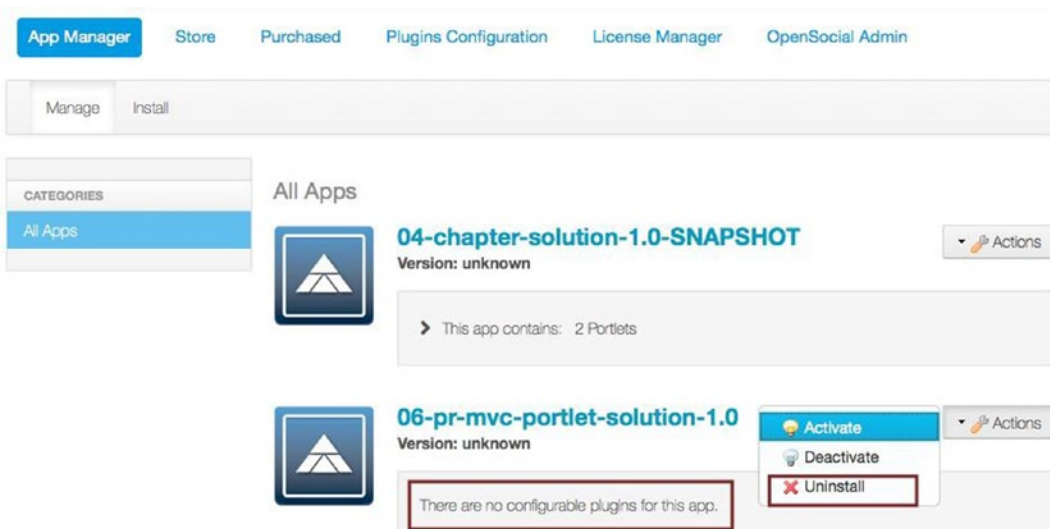 App Manager Store Purchased Plugins Configuration License Manager OpenSocial Admin
Manage Install
CATEGORIES
All Apps
All Apps
04-chapter-solution-1.0-SNAPSHOT
Actions
Version: unknown
This app contains: 2 Portlets
06-pr-mvc-portlet-solution-1.0
Activate
Actions
Version: unknown
Deactivate
Uninstall
There are no configurable plugins for this app.